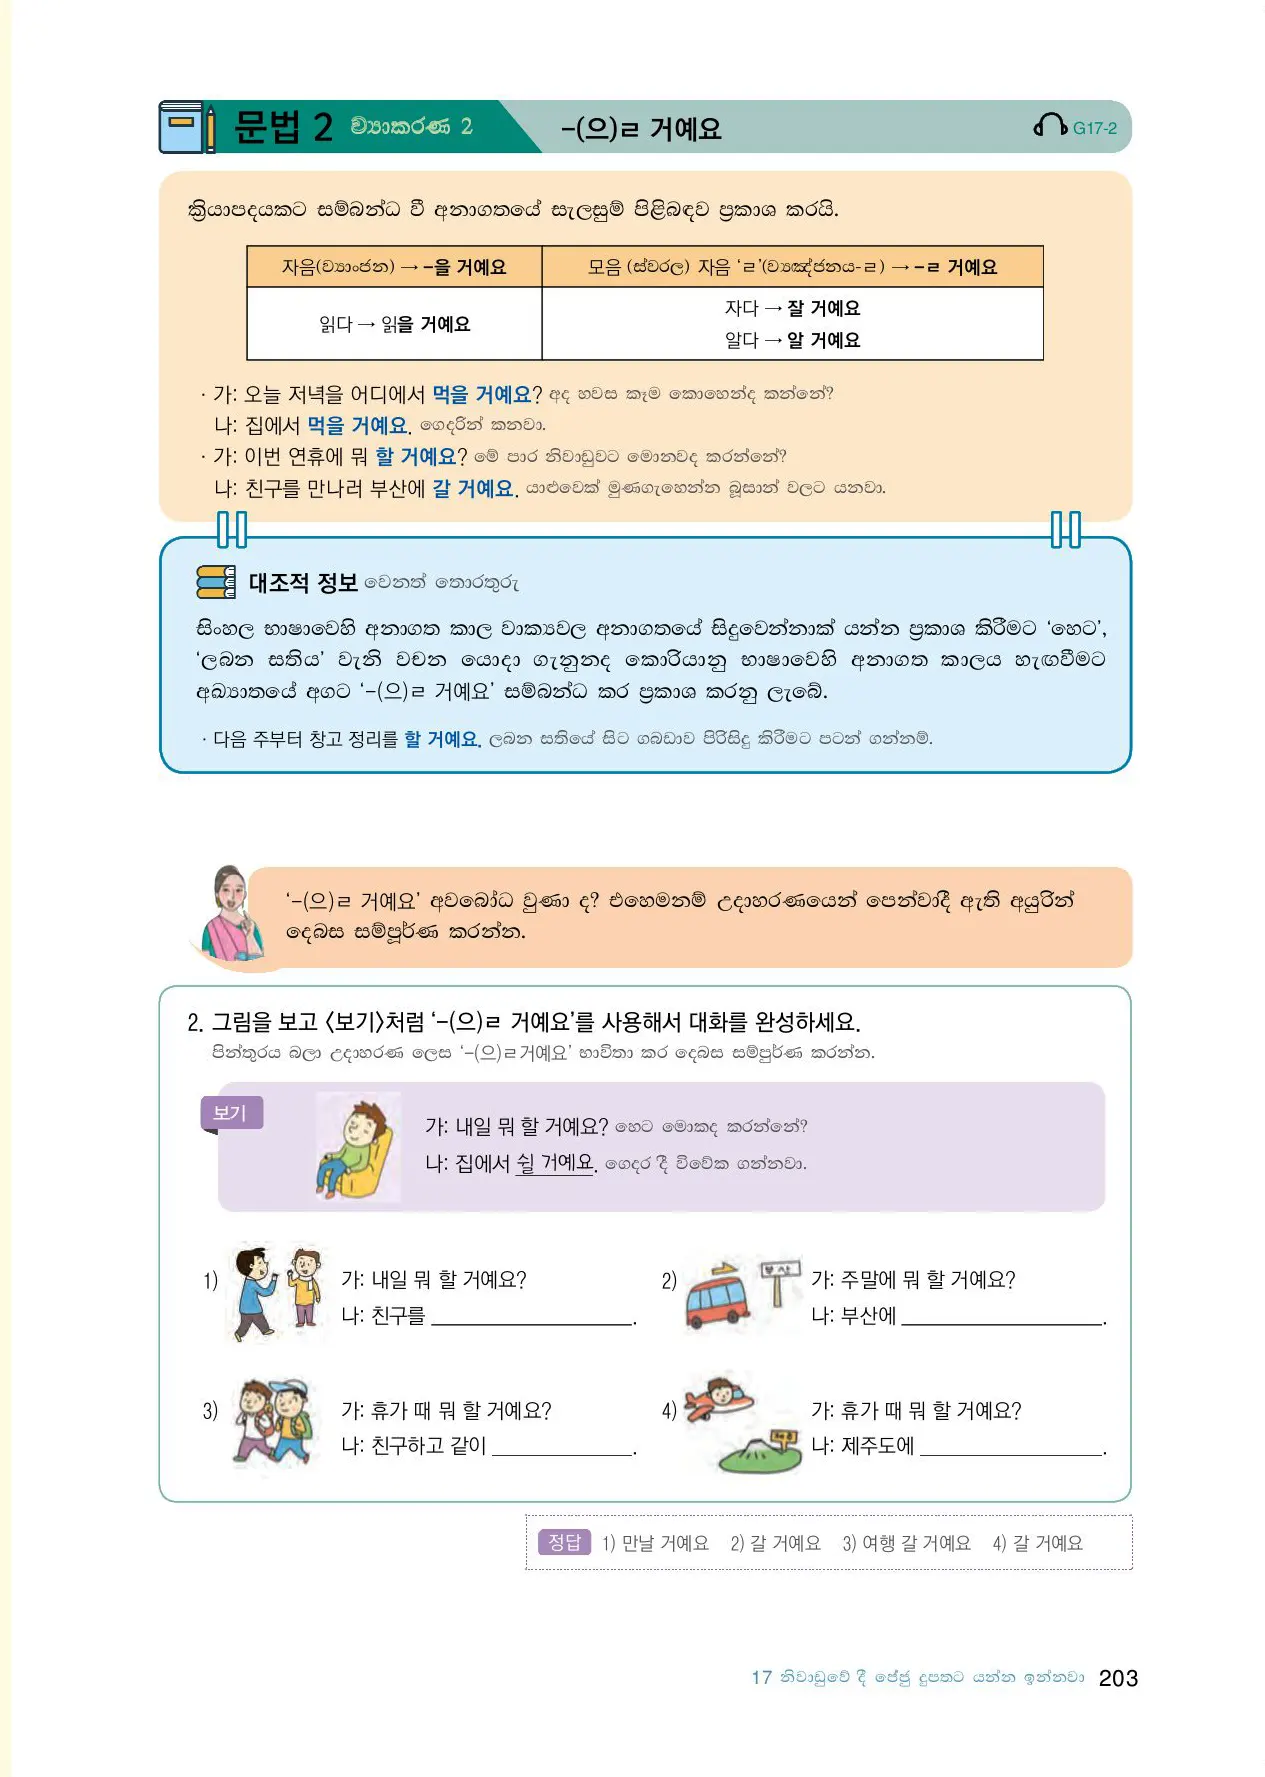 문법 2 ව්‍යාකරණ 2 -(으)ㄹ 거예요 G17-2
ක්‍රියාපදයකට සම්බන්ධ වී අනාගතයේ සැලසුම් පිළිබඳව ප්‍රකාශ කරයි.
자음(ව්‍යාංජන) → -을 거예요 모음 (ස්වරල) 자음 ‘ㄹ’(ව්‍යඤ්ජනය-ㄹ) → -ㄹ 거예요
읽다 → 읽을 거예요
자다 → 잘 거예요
알다 → 알 거예요
· 가: 오늘 저녁을 어디에서 먹을 거예요? අද හවස කෑම කොහෙන්ද කන්නේ?
나: 집에서 먹을 거예요. ගෙදරින් කනවා.
· 가: 이번 연휴에 뭐 할 거예요? මේ පාර නිවාඩුවට මොනවද කරන්නේ?
나: 친구를 만나러 부산에 갈 거예요. යාළුවෙක් මුණගැහෙන්න බූසාන් වලට යනවා.
대조적 정보 වෙනත් තොරතුරු
සිංහල භාෂාවෙහි අනාගත කාල වාක්‍යවල අනාගතයේ සිදුවෙන්නාක් යන්න ප්‍රකාශ කිරීමට ‘හෙට’,
‘ලබන සතිය’ වැනි වචන යොදා ගැනුනද කොරියානු භාෂාවෙහි අනාගත කාලය හැඟවීමට
අඛ්‍යාතයේ අගට ‘-(으)ㄹ 거예요’ සම්බන්ධ කර ප්‍රකාශ කරනු ලැබේ.
· 다음 주부터 창고 정리를 할 거예요. ලබන සතියේ සිට ගබඩාව පිරිසිදු කිරීමට පටන් ගන්නම්.
‘-(으)ㄹ 거예요’ අවබෝධ වුණා ද? එහෙමනම් උදාහරණයෙන් පෙන්වාදී ඇති අයුරින්
දෙබස සම්පූර්ණ කරන්න.
2. 그림을 보고 〈보기〉처럼 ‘-(으)ㄹ 거예요’를 사용해서 대화를 완성하세요.
පින්තූරය බලා උදාහරණ ලෙස ‘-(으)ㄹ거예요’ භාවිතා කර දෙබස සම්පූර්ණ කරන්න.
보기
가: 내일 뭐 할 거예요? හෙට මොකද කරන්නේ?
나: 집에서 쉴 거예요. ගෙදර දී විවේක ගන්නවා.
1) 가: 내일 뭐 할 거예요?
나: 친구를 ____________________.
2) 부산 가: 주말에 뭐 할 거예요?
나: 부산에 ____________________.
3) 가: 휴가 때 뭐 할 거예요?
나: 친구하고 같이 ______________.
4) 제주 가: 휴가 때 뭐 할 거예요?
나: 제주도에 __________________.
정답 1) 만날 거예요 2) 갈 거예요 3) 여행 갈 거예요 4) 갈 거예요
17 නිවාඩුවේ දී ජේජු දූපතට යන්න ඉන්නවා 203